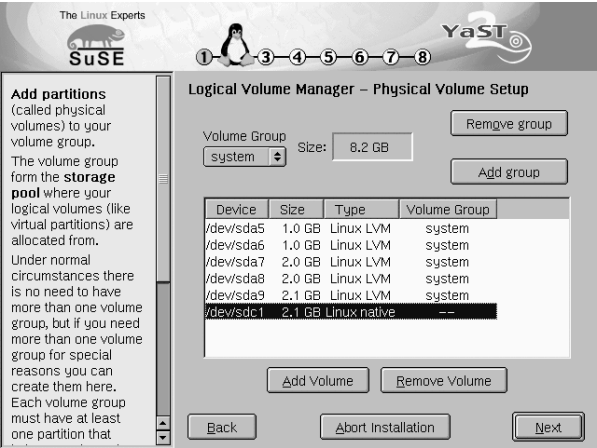 The Linux Experts
SuSE
YaST
1 3 4 5 6 7 8
Add partitions
(called physical
volumes) to your
volume group.
The volume group
form the storage
pool where your
logical volumes (like
virtual partitions) are
allocated from.
Under normal
circumstances there
is no need to have
more than one volume
group, but if you need
more than one volume
group for special
reasons you can
create them here.
Each volume group
must have at least
one partition that
Logical Volume Manager – Physical Volume Setup
Volume Group
system
Size:
8.2 GB
Remove group
Add group
Device Size Type Volume Group
/dev/sda5 1.0 GB Linux LVM system
/dev/sda6 1.0 GB Linux LVM system
/dev/sda7 2.0 GB Linux LVM system
/dev/sda8 2.0 GB Linux LVM system
/dev/sda9 2.1 GB Linux LVM system
/dev/sdc1 2.1 GB Linux native --
Add Volume Remove Volume
Back Abort Installation Next